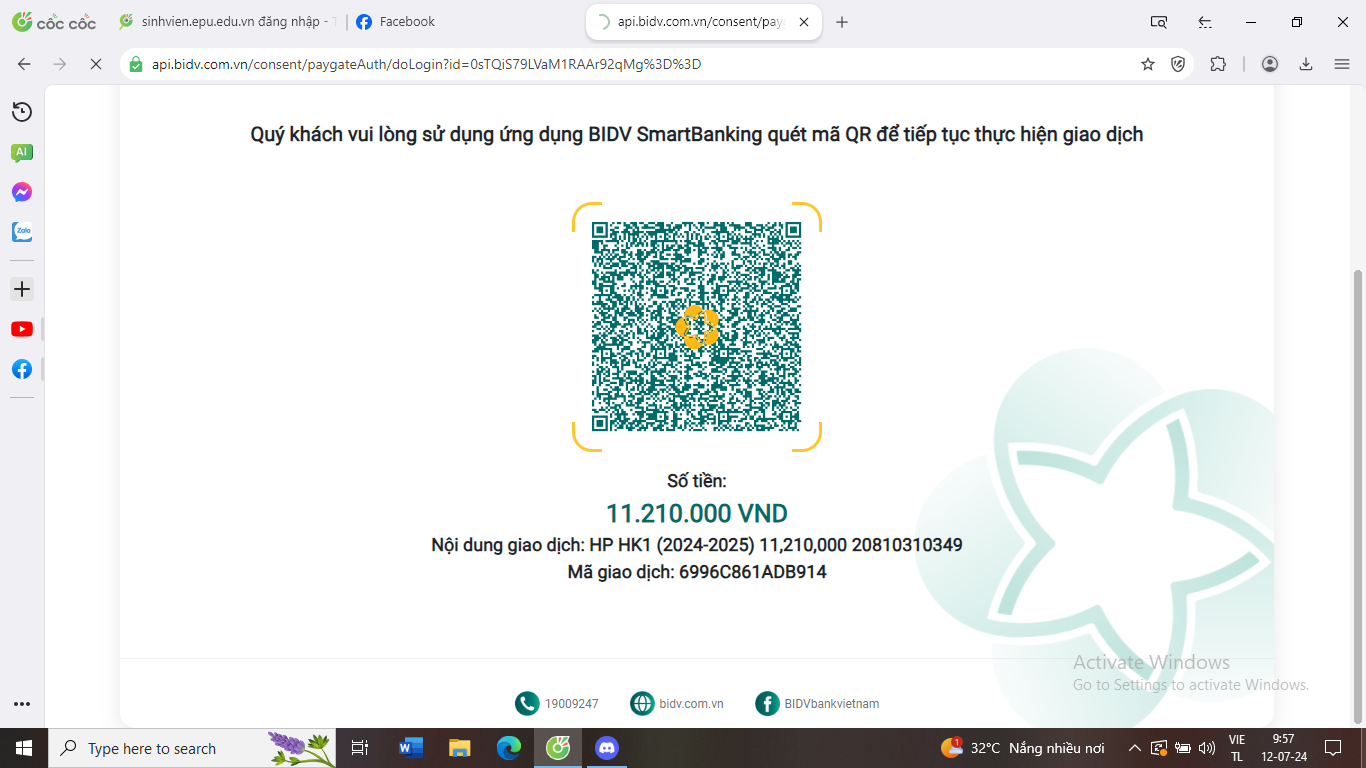 cốc cốc
sinhvien.epu.edu.vn đăng nhập - T
Facebook
api.bidv.com.vn/consent/payg
api.bidv.com.vn/consent/paygateAuth/doLogin?id=0sTQiS79LVaM1RAAr92qMg%3D%3D
AI
Zalo
Quý khách vui lòng sử dụng ứng dụng BIDV SmartBanking quét mã QR để tiếp tục thực hiện giao dịch
Số tiền:
11.210.000 VND
Nội dung giao dịch: HP HK1 (2024-2025) 11,210,000 20810310349
Mã giao dịch: 6996C861ADB914
Activate Windows
Go to Settings to activate Windows.
19009247
bidv.com.vn
BIDVbankvietnam
Type here to search
1
32°C Nắng nhiều nơi
VIE
TL
9:57
12-07-24